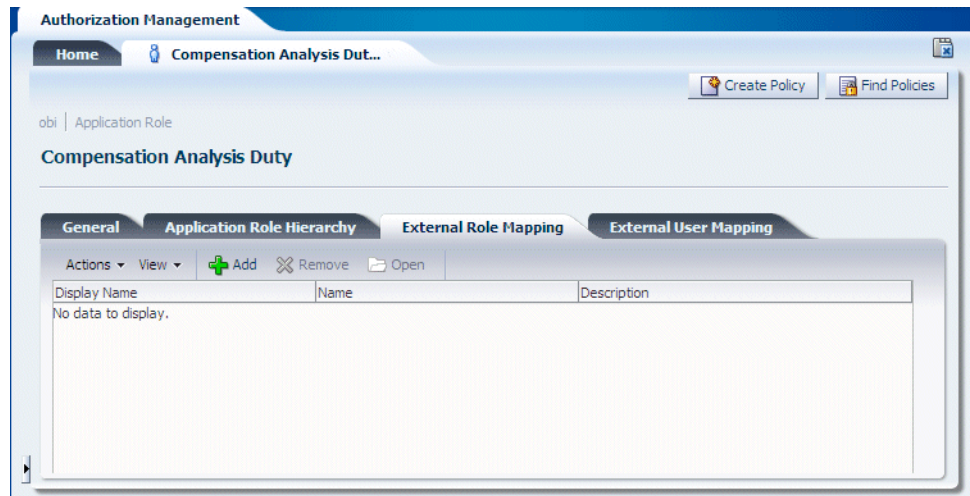 Authorization Management
Home Compensation Analysis Dut...
Create Policy Find Policies
obi | Application Role
Compensation Analysis Duty
General Application Role Hierarchy External Role Mapping External User Mapping
Actions View Add Remove Open
Display Name Name Description
No data to display.